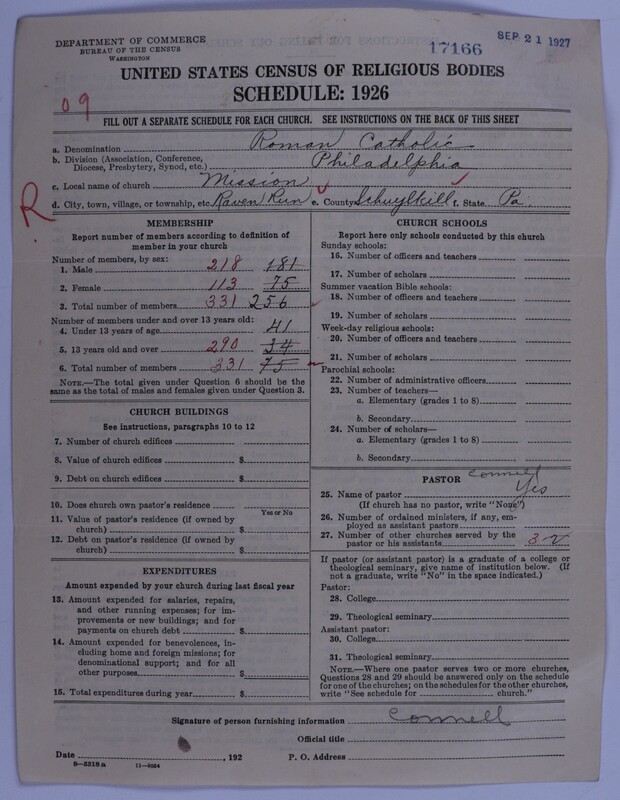 DEPARTMENT OF COMMERCE
BUREAU OF THE CENSUS
WASHINGTON
17166
SEP 21 1927
UNITED STATES CENSUS OF RELIGIOUS BODIES
SCHEDULE: 1926
09
FILL OUT A SEPARATE SCHEDULE FOR EACH CHURCH. SEE INSTRUCTIONS ON THE BACK OF THIS SHEET
a. Denomination Roman Catholic
b. Division (Association, Conference, Diocese, Presbytery, Synod, etc.) Philadelphia
c. Local name of church Mission
R
d. City, town, village, or township, etc. Raven Run e. County Schuylkill f. State Pa.
MEMBERSHIP
Report number of members according to definition of
member in your church
Number of members, by sex:
1. Male 218 181
2. Female 113 75
3. Total number of members 331 256
Number of members under and over 13 years old:
4. Under 13 years of age 41
5. 13 years old and over 290 34
6. Total number of members 331 75
NOTE.—The total given under Question 6 should be
same as the total of males and females given under Question 3.
CHURCH BUILDINGS
See instructions, paragraphs 10 to 12
7. Number of church edifices
8. Value of church edifices $
9. Debt on church edifices $
10. Does church own pastor's residence
Yes or No
11. Value of pastor's residence (if owned by
church) $
12. Debt on pastor's residence (if owned by
church) $
EXPENDITURES
Amount expended by your church during last fiscal year
13. Amount expended for salaries, repairs,
and other running expenses; for im-
provements or new buildings; and for
payments on church debt $
14. Amount expended for benevolences, in-
cluding home and foreign missions; for
denominational support; and for all
other purposes $
15. Total expenditures during year $
CHURCH SCHOOLS
Report here only schools conducted by this church
Sunday schools:
16. Number of officers and teachers
17. Number of scholars
Summer vacation Bible schools:
18. Number of officers and teachers
19. Number of scholars
Week-day religious schools:
20. Number of officers and teachers
21. Number of scholars
Parochial schools:
22. Number of administrative officers
23. Number of teachers—
a. Elementary (grades 1 to 8)
b. Secondary
24. Number of scholars—
a. Elementary (grades 1 to 8)
b. Secondary
PASTOR
Connell
25. Name of pastor Yes
(If church has no pastor, write "None")
26. Number of ordained ministers, if any, em-
ployed as assistant pastors
27. Number of other churches served by the
pastor or his assistants
If pastor (or assistant pastor) is a graduate of a college or
theological seminary, give name of institution below. (If
not a graduate, write "No" in the space indicated.)
Pastor:
28. College
29. Theological seminary
Assistant pastor:
30. College
31. Theological seminary
NOTE.—Where one pastor serves two or more churches,
Questions 28 and 29 should be answered only on the schedule
for one of the churches; on the schedules for the other churches,
write "See schedule for church."
Signature of person furnishing information Connell
Official title
Date , 192 P. O. Address
8—5318a 11—9054